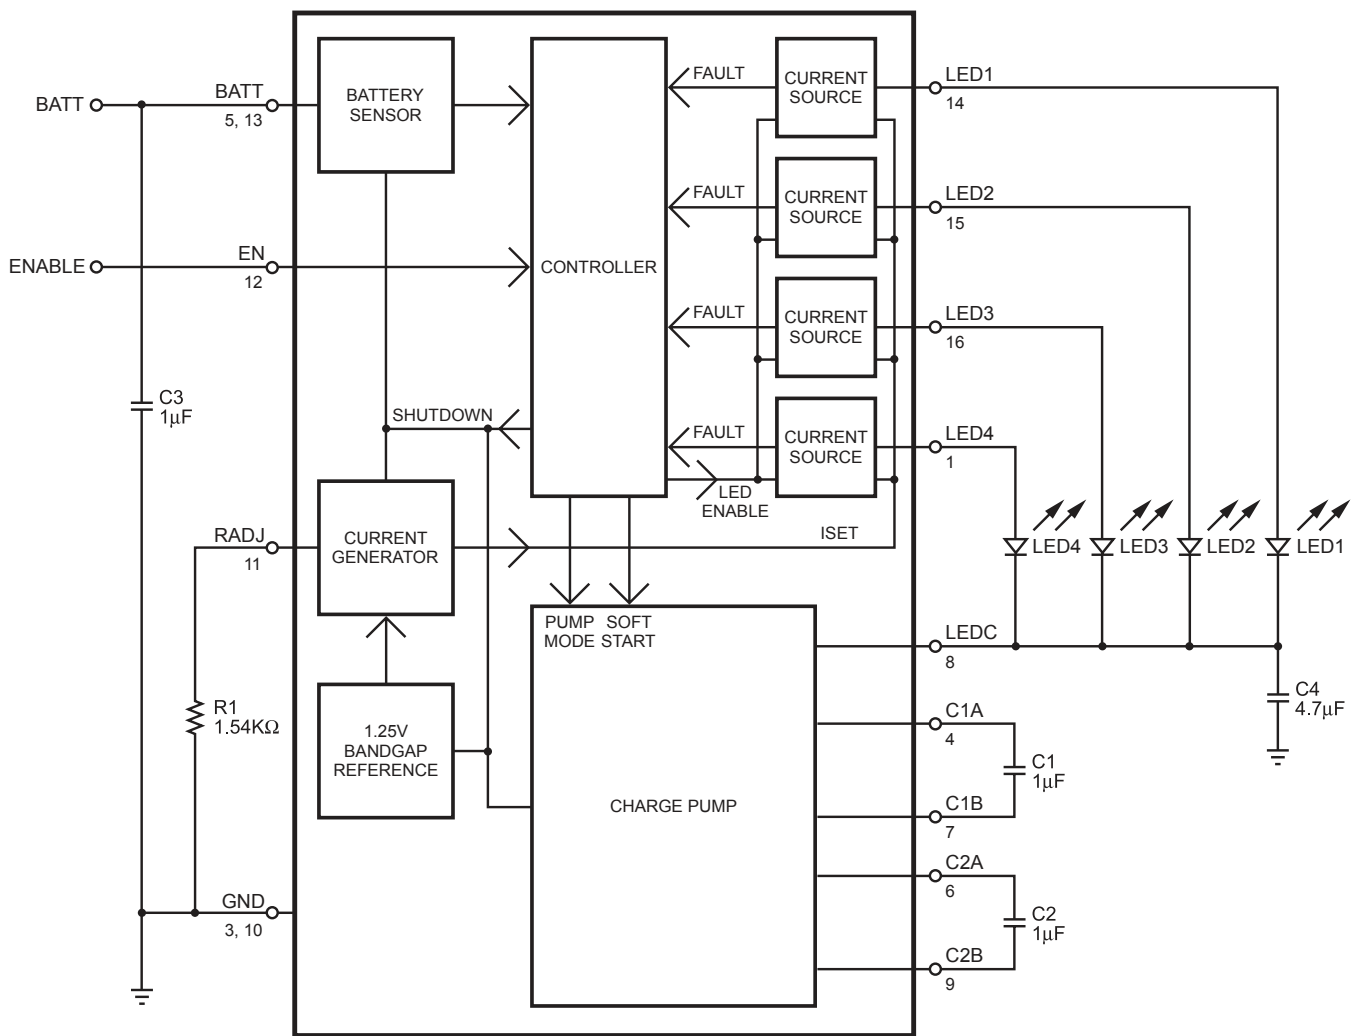 BATT
BATT
5, 13
BATTERY
SENSOR
FAULT
CURRENT
SOURCE
LED1
14
FAULT
CURRENT
SOURCE
LED2
15
ENABLE
EN
12
CONTROLLER
FAULT
CURRENT
SOURCE
LED3
16
C3
1µF
SHUTDOWN
FAULT
CURRENT
SOURCE
LED4
1
LED
ENABLE
RADJ
11
CURRENT
GENERATOR
ISET
LED4
LED3
LED2
LED1
PUMP
MODE
SOFT
START
LEDC
8
R1
1.54KΩ
1.25V
BANDGAP
REFERENCE
C4
4.7µF
C1A
4
C1
1µF
CHARGE PUMP
C1B
7
C2A
6
GND
3, 10
C2
1µF
C2B
9